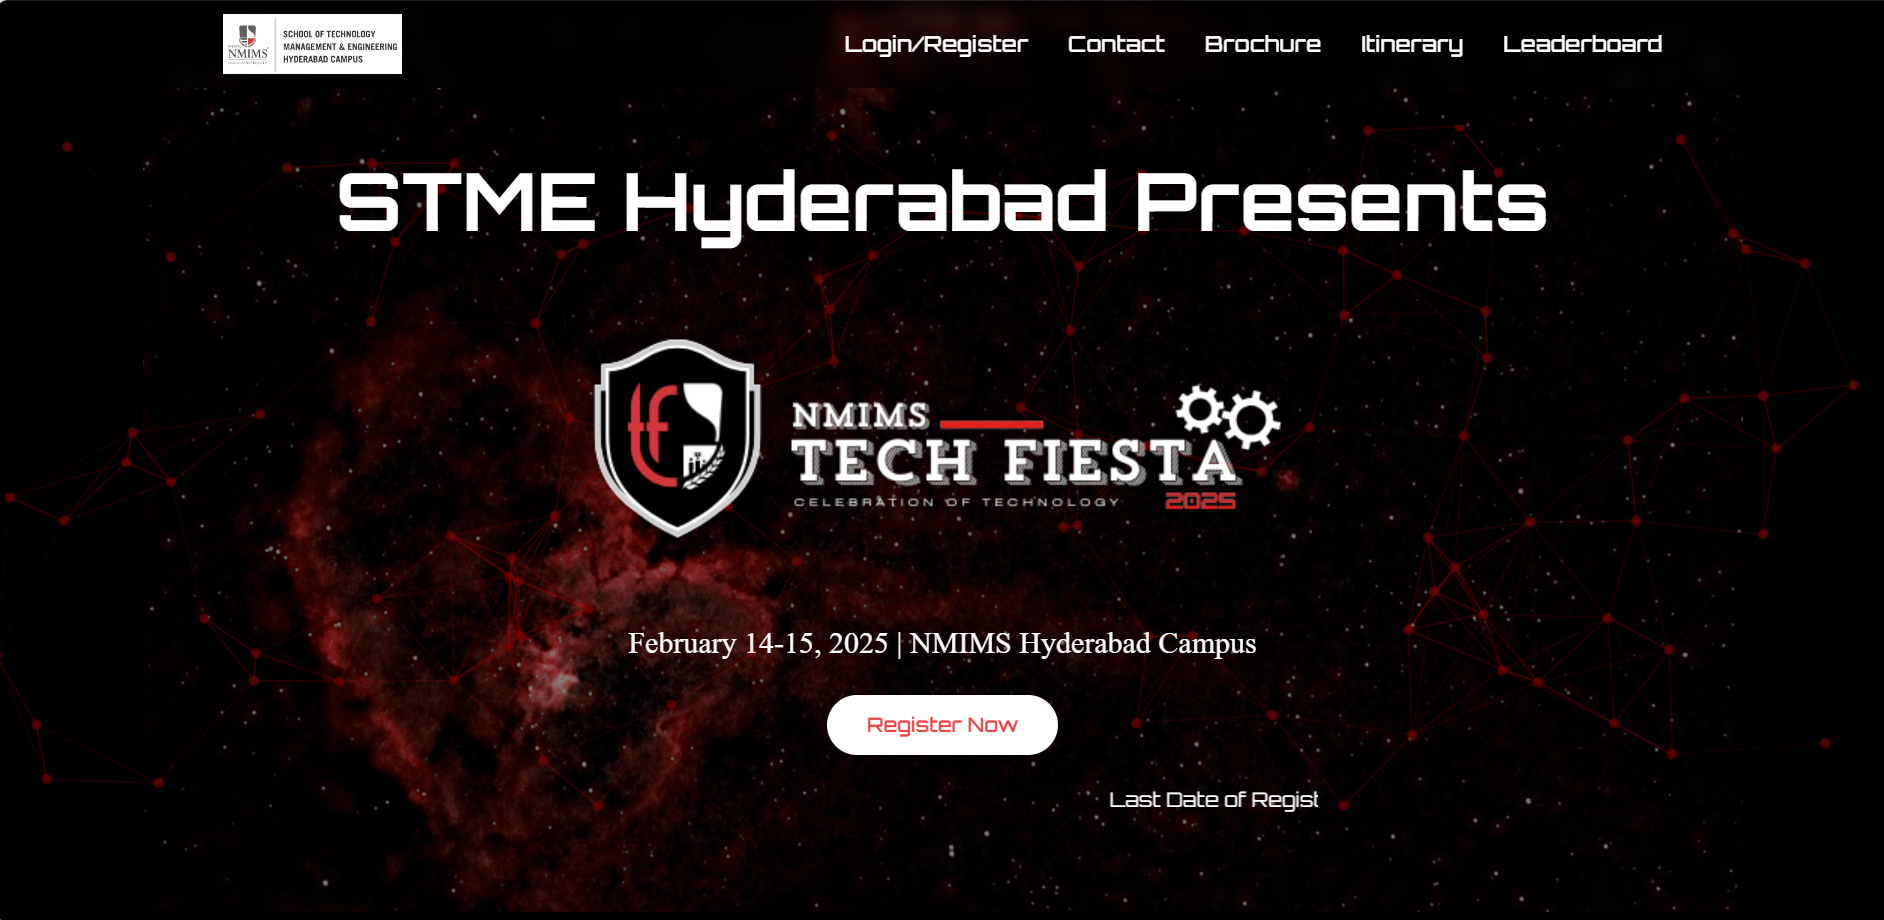 NMIMS
SCHOOL OF TECHNOLOGY
MANAGEMENT & ENGINEERING
HYDERABAD CAMPUS
Login/Register
Contact
Brochure
Itinerary
Leaderboard
STME Hyderabad Presents
tf
NMIMS
TECH FIESTA
CELEBRATION OF TECHNOLOGY
2025
February 14-15, 2025 | NMIMS Hyderabad Campus
Register Now
Last Date of Regist